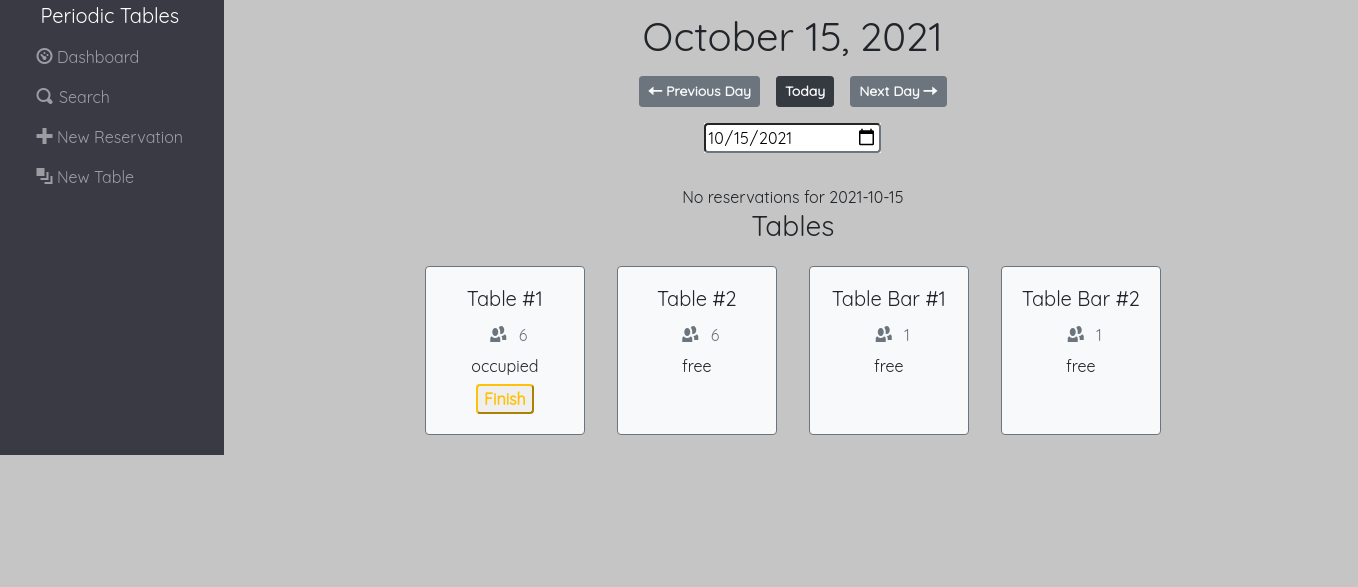 Periodic Tables
Dashboard
Search
New Reservation
New Table
October 15, 2021
← Previous Day
Today
Next Day →
10/15/2021
No reservations for 2021-10-15
Tables
Table #1
6
occupied
Finish
Table #2
6
free
Table Bar #1
1
free
Table Bar #2
1
free